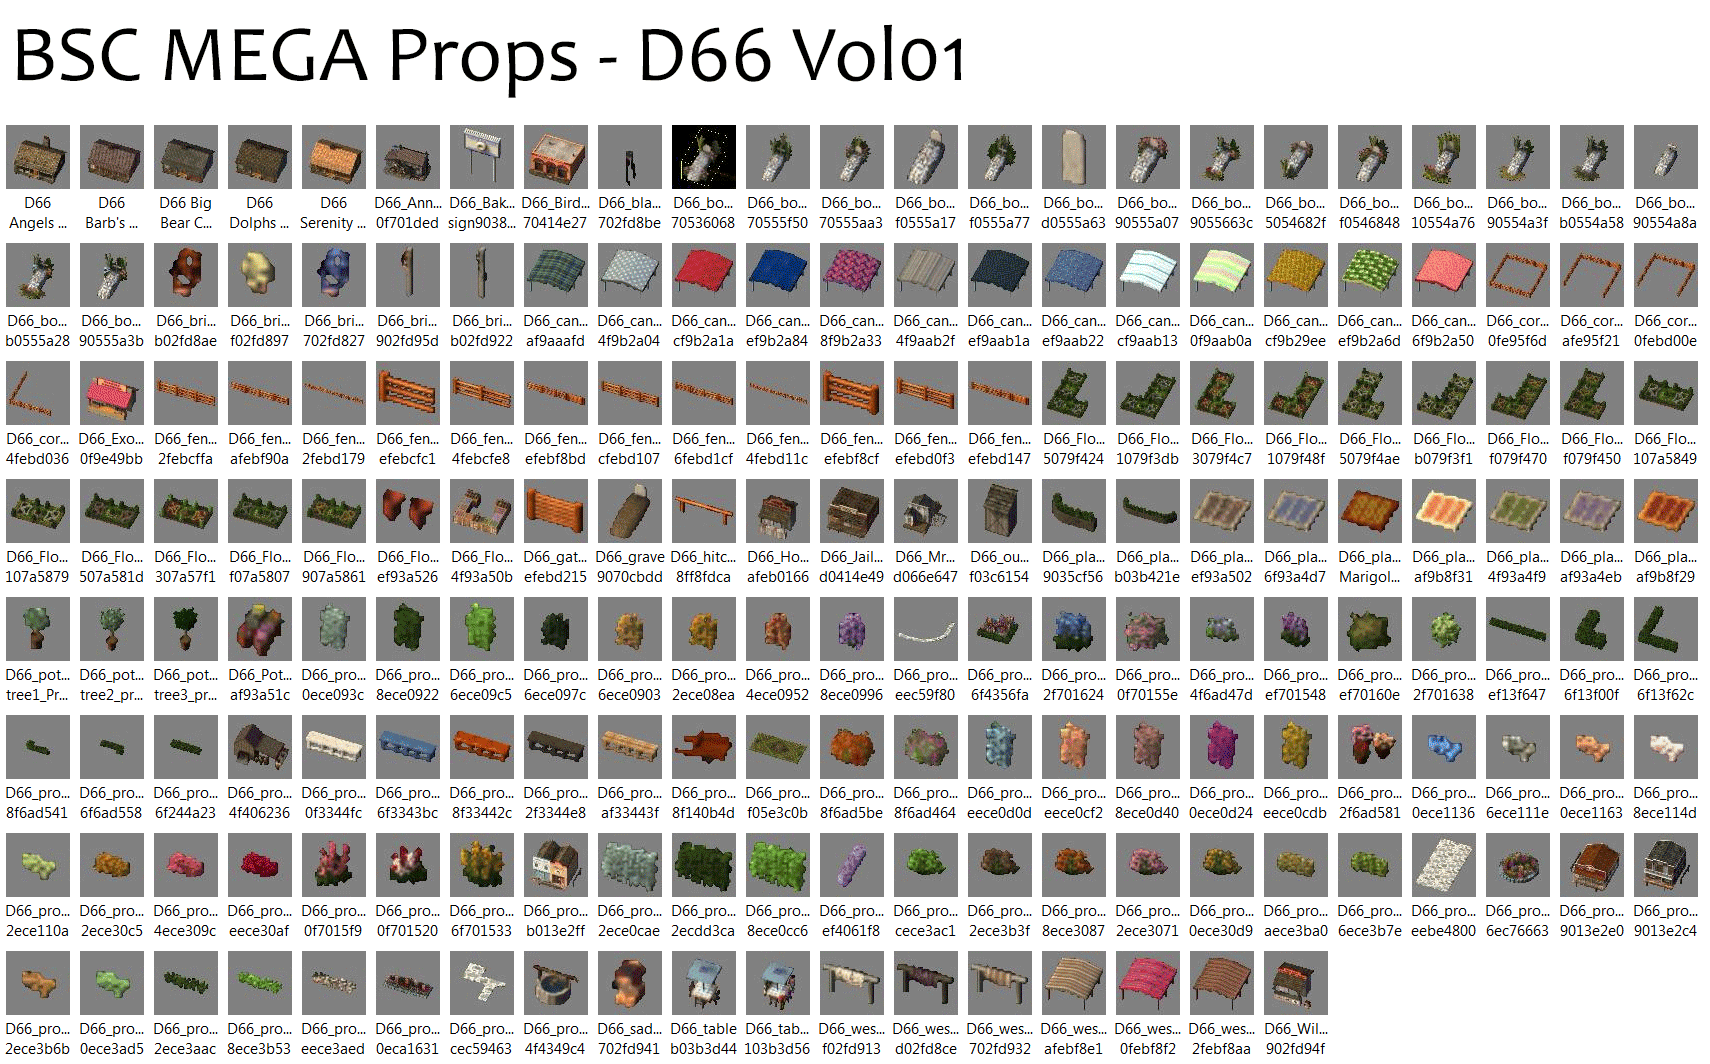 BSC MEGA Props - D66 Vol01
D66 D66 D66 Big D66 D66 D66_Ann... D66_Bak... D66_Bird... D66_bla... D66_bo... D66_bo... D66_bo... D66_bo... D66_bo... D66_bo... D66_bo... D66_bo... D66_bo... D66_bo... D66_bo... D66_bo... D66_bo... D66_bo...
Angels ... Barb's ... Bear C... Dolphs ... Serenity ... 0f701ded sign9038... 70414e27 702fd8be 70536068 70555f50 70555aa3 f0555a17 f0555a77 d0555a63 90555a07 9055663c 5054682f f0546848 10554a76 90554a3f b0554a58 90554a8a
D66_bo... D66_bo... D66_bri... D66_bri... D66_bri... D66_bri... D66_bri... D66_can... D66_can... D66_can... D66_can... D66_can... D66_can... D66_can... D66_can... D66_can... D66_can... D66_can... D66_can... D66_can... D66_cor... D66_cor... D66_cor...
b0555a28 90555a3b b02fd8ae f02fd897 702fd827 902fd95d b02fd922 af9aaafd 4f9b2a04 cf9b2a1a ef9b2a84 8f9b2a33 4f9aab2f ef9aab1a ef9aab22 cf9aab13 0f9aab0a cf9b29ee ef9b2a6d 6f9b2a50 0fe95f6d afe95f21 0febd00e
D66_cor... D66_Exo... D66_fen... D66_fen... D66_fen... D66_fen... D66_fen... D66_fen... D66_fen... D66_fen... D66_fen... D66_fen... D66_fen... D66_fen... D66_Flo... D66_Flo... D66_Flo... D66_Flo... D66_Flo... D66_Flo... D66_Flo... D66_Flo... D66_Flo...
4febd036 0f9e49bb 2febcffa afebf90a 2febd179 efebcfc1 4febcfe8 efebf8bd cfebd107 6febd1cf 4febd11c efebf8cf efebd0f3 efebd147 5079f424 1079f3db 3079f4c7 1079f48f 5079f4ae b079f3f1 f079f470 f079f450 107a5849
D66_Flo... D66_Flo... D66_Flo... D66_Flo... D66_Flo... D66_Flo... D66_Flo... D66_gat... D66_grave D66_hitc... D66_Ho... D66_Jail... D66_Mr... D66_ou... D66_pla... D66_pla... D66_pla... D66_pla... D66_pla... D66_pla... D66_pla... D66_pla... D66_pla...
107a5879 507a581d 307a57f1 f07a5807 907a5861 ef93a526 4f93a50b efebd215 9070cbdd 8ff8fdca afeb0166 d0414e49 d066e647 f03c6154 9035cf56 b03b421e ef93a502 6f93a4d7 Marigol... af9b8f31 4f93a4f9 af93a4eb af9b8f29
D66_pot... D66_pot... D66_pot... D66_Pot... D66_pro... D66_pro... D66_pro... D66_pro... D66_pro... D66_pro... D66_pro... D66_pro... D66_pro... D66_pro... D66_pro... D66_pro... D66_pro... D66_pro... D66_pro... D66_pro... D66_pro... D66_pro... D66_pro...
tree1_Pr... tree2_pr... tree3_pr... af93a51c 0ece093c 8ece0922 6ece09c5 6ece097c 6ece0903 2ece08ea 4ece0952 8ece0996 eec59f80 6f4356fa 2f701624 0f70155e 4f6ad47d ef701548 ef70160e 2f701638 ef13f647 6f13f00f 6f13f62c
D66_pro... D66_pro... D66_pro... D66_pro... D66_pro... D66_pro... D66_pro... D66_pro... D66_pro... D66_pro... D66_pro... D66_pro... D66_pro... D66_pro... D66_pro... D66_pro... D66_pro... D66_pro... D66_pro... D66_pro... D66_pro... D66_pro... D66_pro...
8f6ad541 6f6ad558 6f244a23 4f406236 0f3344fc 6f3343bc 8f33442c 2f3344e8 af33443f 8f140b4d f05e3c0b 8f6ad5be 8f6ad464 eece0d0d eece0cf2 8ece0d40 0ece0d24 eece0cdb 2f6ad581 0ece1136 6ece111e 0ece1163 8ece114d
D66_pro... D66_pro... D66_pro... D66_pro... D66_pro... D66_pro... D66_pro... D66_pro... D66_pro... D66_pro... D66_pro... D66_pro... D66_pro... D66_pro... D66_pro... D66_pro... D66_pro... D66_pro... D66_pro... D66_pro... D66_pro... D66_pro... D66_pro...
2ece110a 2ece30c5 4ece309c eece30af 0f7015f9 0f701520 6f701533 b013e2ff 2ece0cae 2ecdd3ca 8ece0cc6 ef4061f8 cece3ac1 2ece3b3f 8ece3087 2ece3071 0ece30d9 aece3ba0 6ece3b7e eebe4800 6ec76663 9013e2e0 9013e2c4
D66_pro... D66_pro... D66_pro... D66_pro... D66_pro... D66_pro... D66_pro... D66_pro... D66_sad... D66_table D66_tab... D66_wes... D66_wes... D66_wes... D66_wes... D66_wes... D66_wes... D66_Wil...
2ece3b6b 0ece3ad5 2ece3aac 8ece3b53 eece3aed 0eca1631 cec59463 4f4349c4 702fd941 b03b3d44 103b3d56 f02fd913 d02fd8ce 702fd932 afebf8e1 0febf8f2 2febf8aa 902fd94f